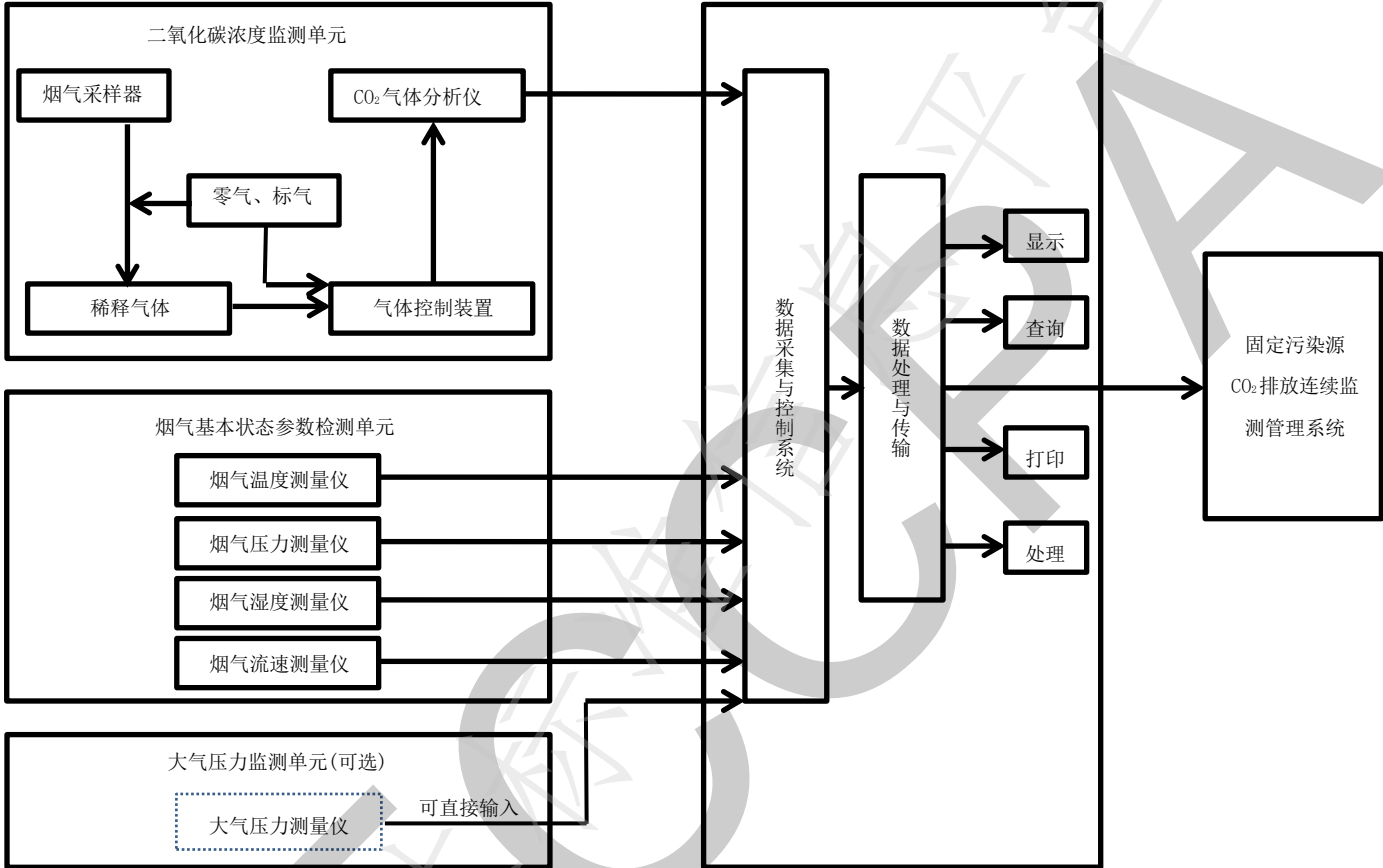 二氧化碳浓度监测单元
烟气采样器
CO₂气体分析仪
零气、标气
稀释气体
气体控制装置
烟气基本状态参数检测单元
烟气温度测量仪
烟气压力测量仪
烟气湿度测量仪
烟气流速测量仪
大气压力监测单元(可选)
大气压力测量仪
可直接输入
数据采集与控制系统
数据处理与传输
显示
查询
打印
处理
固定污染源
CO₂排放连续监
测管理系统
CCPA